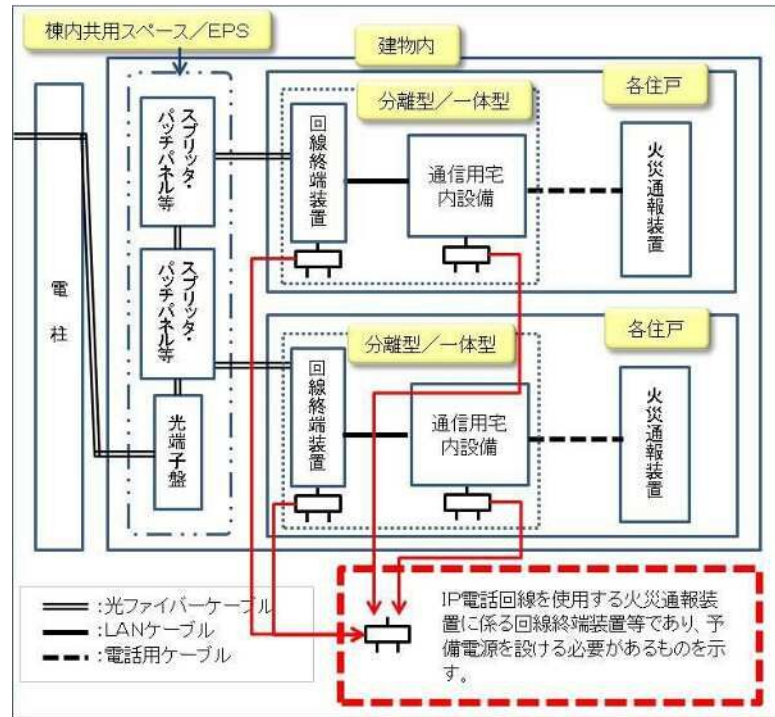 棟内共用スペース／EPS
建物内
分離型／一体型
各住戸
スプリッタ・
パッチパネル等
回線終端装置
通信用宅
内設備
火災通報装置
スプリッタ・
パッチパネル等
電柱
分離型／一体型
各住戸
回線終端装置
通信用宅
内設備
火災通報装置
光端子盤
：光ファイバーケーブル
：LANケーブル
：電話用ケーブル
IP電話回線を使用する火災通報装
置に係る回線終端装置等であり、予
備電源を設ける必要があるものを示
す。